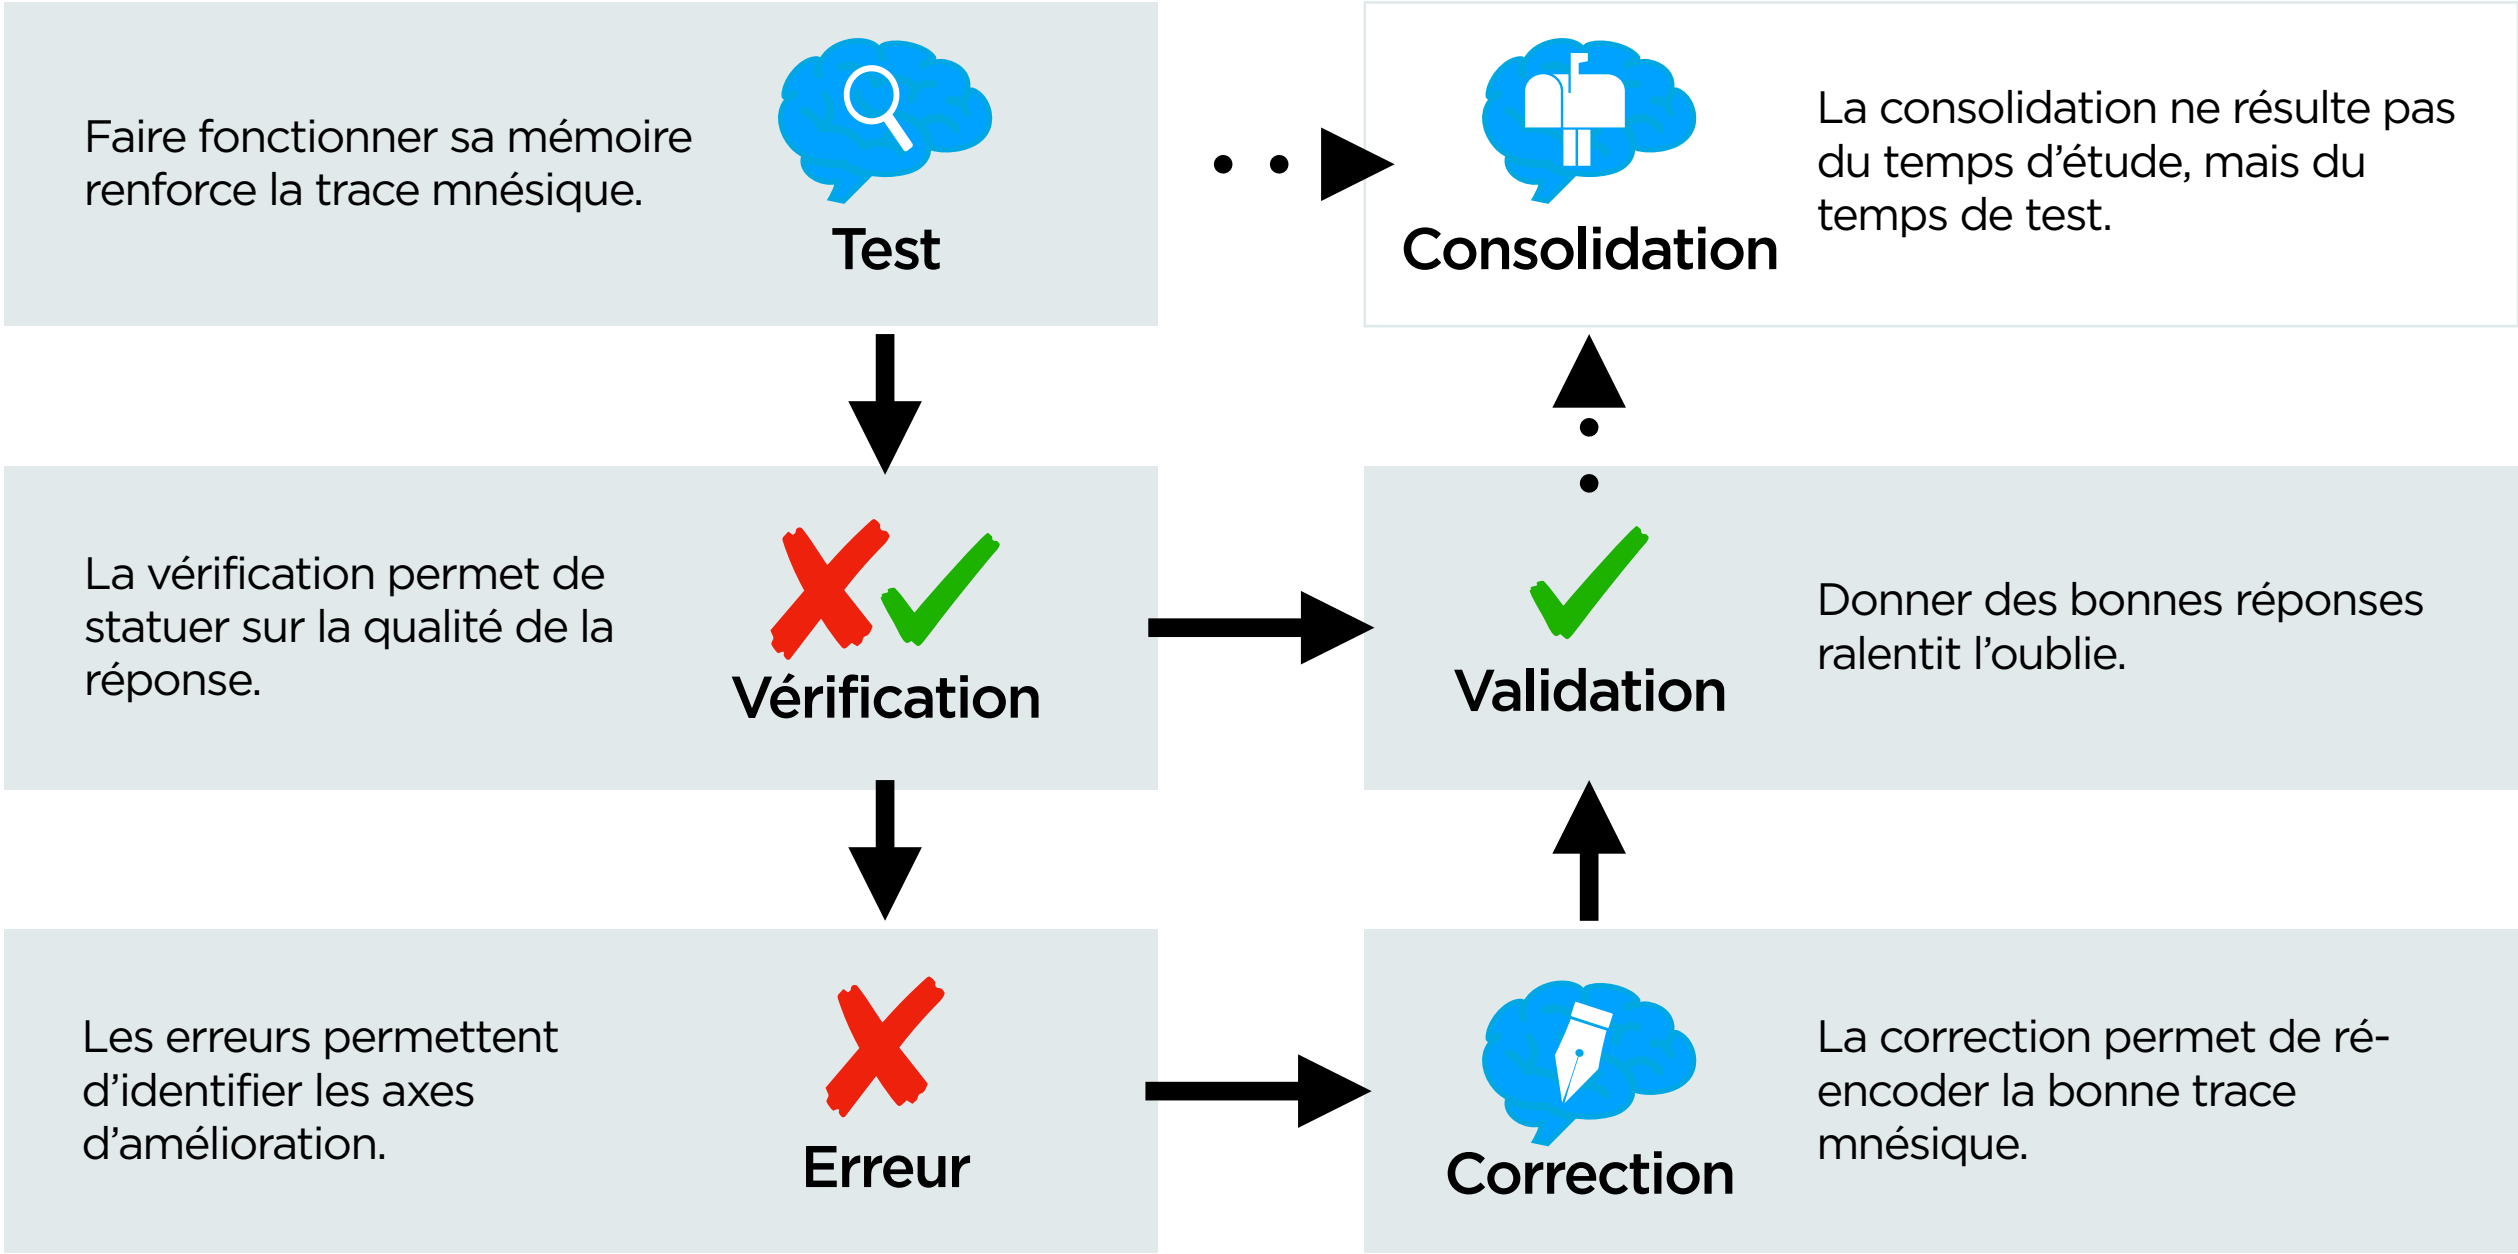 Faire fonctionner sa mémoire
renforce la trace mnésique.
Test
La consolidation ne résulte pas
du temps d’étude, mais du
temps de test.
Consolidation
La vérification permet de
statuer sur la qualité de la
réponse.
Vérification
Donner des bonnes réponses
ralentit l’oublie.
Validation
Les erreurs permettent
d’identifier les axes
d’amélioration.
Erreur
La correction permet de ré-
encoder la bonne trace
mnésique.
Correction